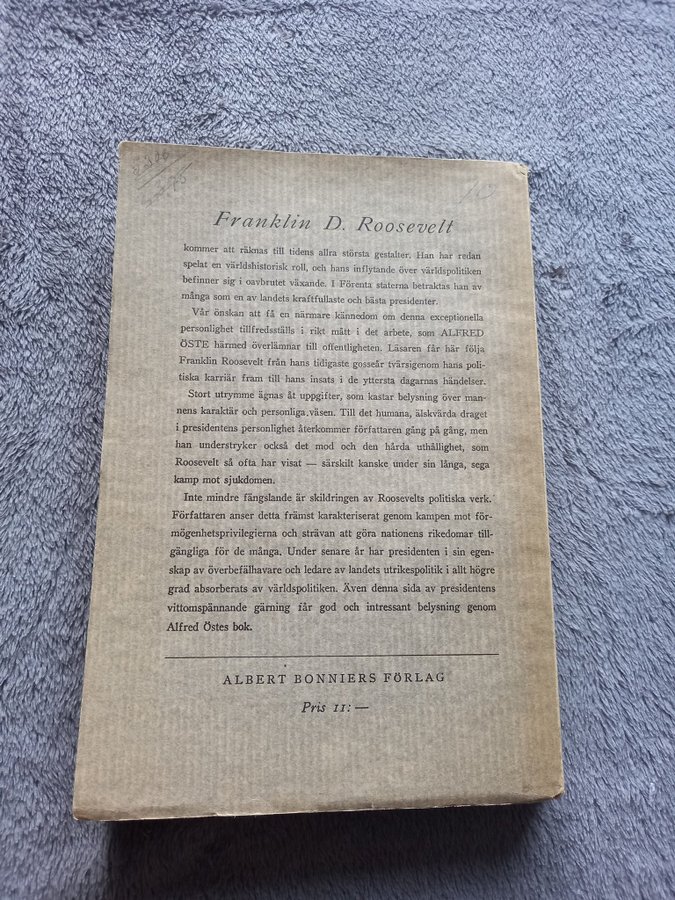 10
Franklin D. Roosevelt
kommer att räknas till tidens allra största gestalter. Han har redan
spelat en världshistorisk roll, och hans inflytande över världspolitiken
befinner sig i oavbrutet växande. I Förenta staterna betraktas han av
många som en av landets kraftfullaste och bästa presidenter.
Vår önskan att få en närmare kännedom om denna exceptionella
personlighet tillfredsställs i rikt mått i det arbete, som ALFRED
ÖSTE härmed överlämnar till offentligheten. Läsaren får här följa
Franklin Roosevelt från hans tidigaste gosseår tvärsigenom hans poli-
tiska karriär fram till hans insats i de yttersta dagarnas händelser.
Stort utrymme ägnas åt uppgifter, som kastar belysning över man-
nens karaktär och personliga väsen. Till det humana, älskvärda draget
i presidentens personlighet återkommer författaren gång på gång, men
han understryker också det mod och den hårda uthållighet, som
Roosevelt så ofta har visat — särskilt kanske under sin långa, sega
kamp mot sjukdomen.
Inte mindre fängslande är skildringen av Roosevelts politiska verk.
Författaren anser detta främst karakteriserat genom kampen mot för-
mögenhetsprivilegierna och strävan att göra nationens rikedomar till-
gängliga för de många. Under senare år har presidenten i sin egen-
skap av överbefälhavare och ledare av landets utrikespolitik i allt högre
grad absorberats av världspolitiken. Även denna sida av presidentens
vittomspännande gärning får god och intressant belysning genom
Alfred Östes bok.
ALBERT BONNIERS FÖRLAG
Pris 11: —